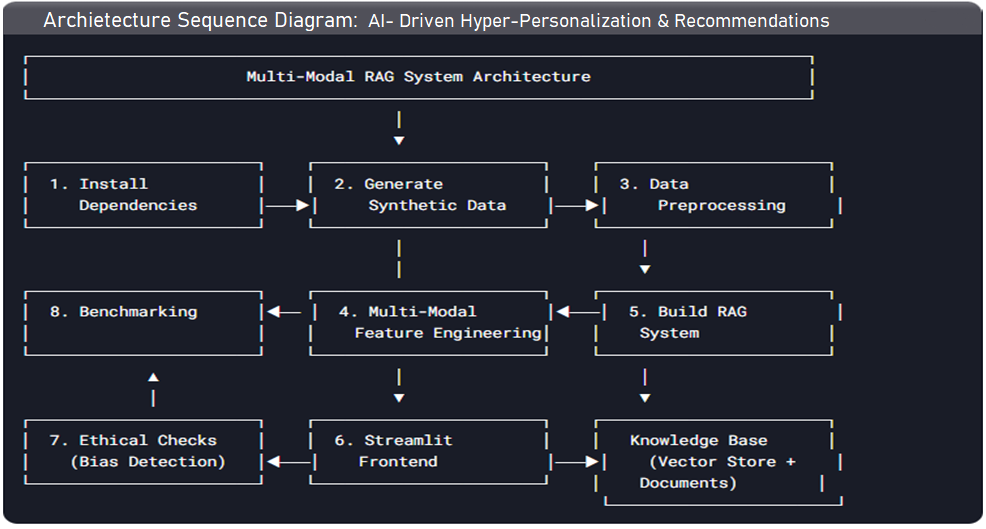 Archietecture Sequence Diagram: AI- Driven Hyper-Personalization & Recommendations
Multi-Modal RAG System Architecture
1. Install
Dependencies
2. Generate
Synthetic Data
3. Data
Preprocessing
8. Benchmarking
4. Multi-Modal
Feature Engineering
5. Build RAG
System
7. Ethical Checks
(Bias Detection)
6. Streamlit
Frontend
Knowledge Base
(Vector Store +
Documents)